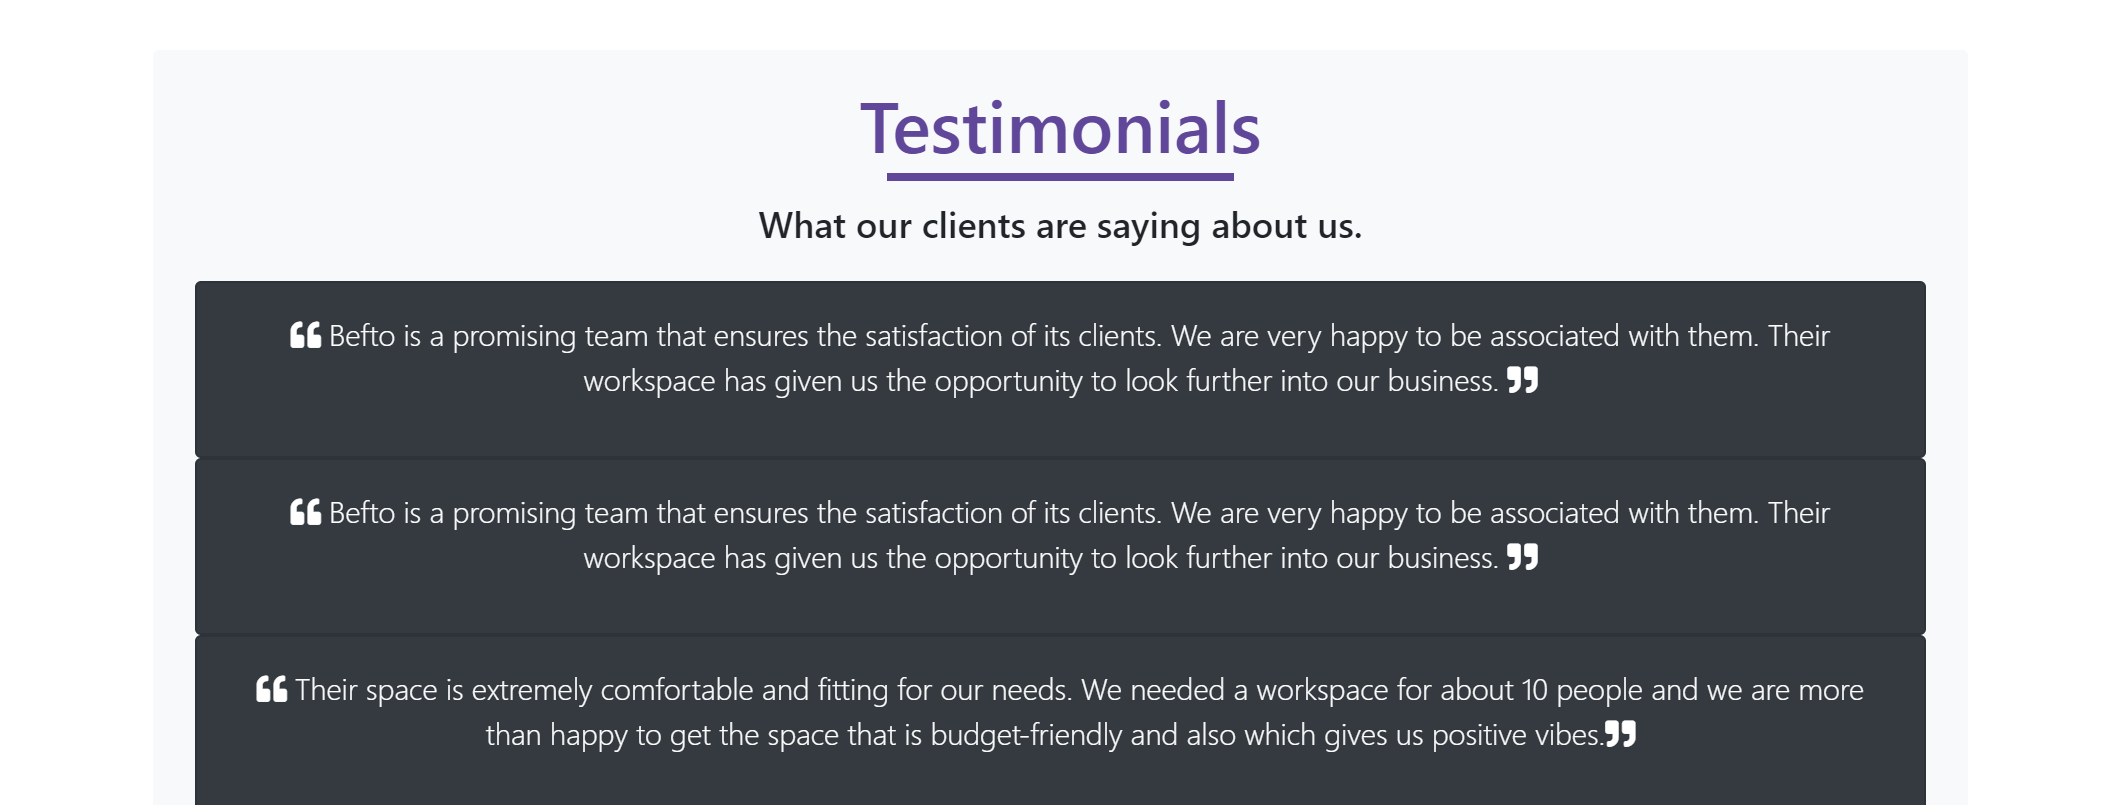 Testimonials
What our clients are saying about us.
❝ Befto is a promising team that ensures the satisfaction of its clients. We are very happy to be associated with them. Their
workspace has given us the opportunity to look further into our business. ❞
❝ Befto is a promising team that ensures the satisfaction of its clients. We are very happy to be associated with them. Their
workspace has given us the opportunity to look further into our business. ❞
❝ Their space is extremely comfortable and fitting for our needs. We needed a workspace for about 10 people and we are more
than happy to get the space that is budget-friendly and also which gives us positive vibes.❞